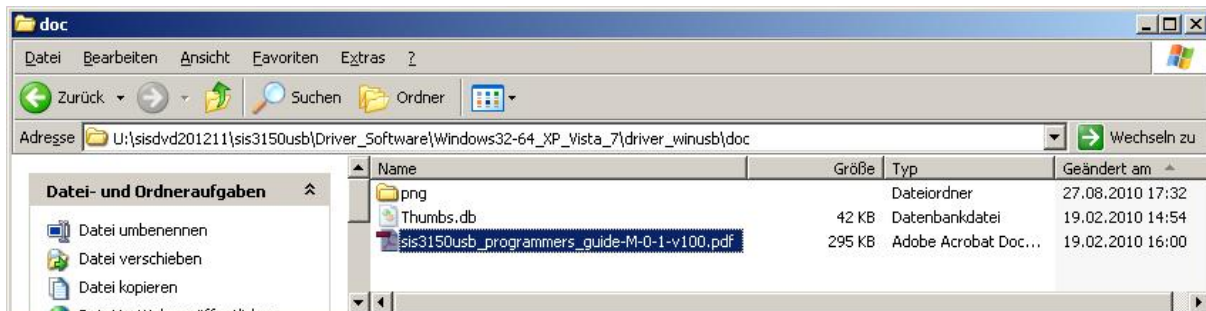 doc
Datei Bearbeiten Ansicht Favoriten Extras ?
Zurück Suchen Ordner
Adresse U:\sisdvd201211\sis3150usb\Driver_Software\Windows32-64_XP_Vista_7\driver_winusb\doc Wechseln zu
Name Größe Typ Geändert am
Datei- und Ordneraufgaben
png Dateiordner 27.08.2010 17:32
Thumbs.db 42 KB Datenbankdatei 19.02.2010 14:54
sis3150usb_programmers_guide-M-0-1-v100.pdf 295 KB Adobe Acrobat Doc... 19.02.2010 16:00
Datei umbenennen
Datei verschieben
Datei kopieren